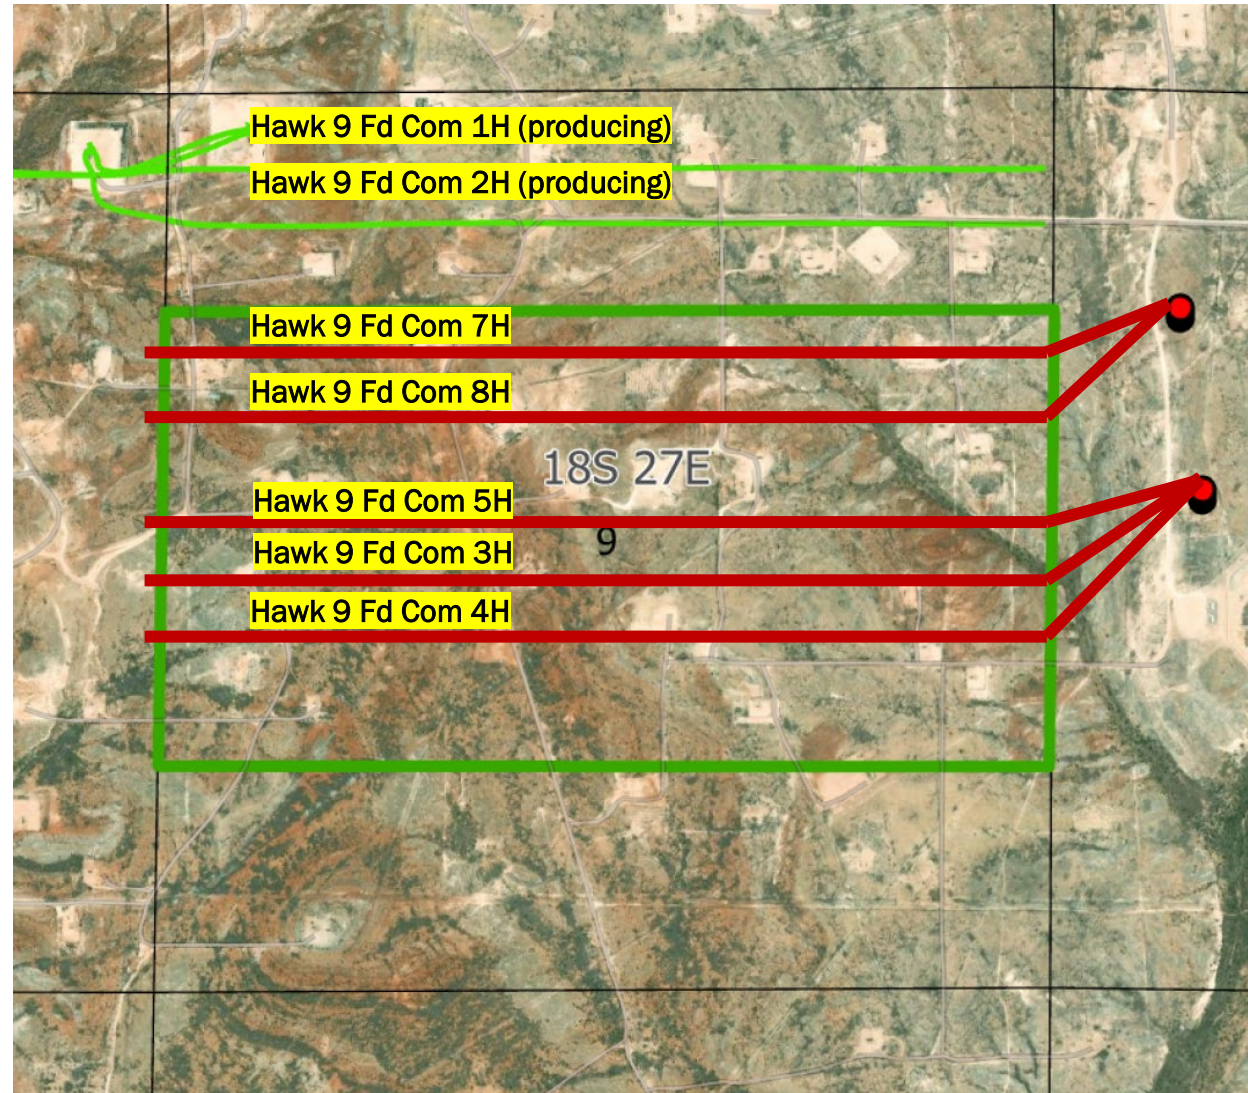 Hawk 9 Fd Com 1H (producing)
Hawk 9 Fd Com 2H (producing)
Hawk 9 Fd Com 7H
Hawk 9 Fd Com 8H
18S 27E
Hawk 9 Fd Com 5H
9
Hawk 9 Fd Com 3H
Hawk 9 Fd Com 4H